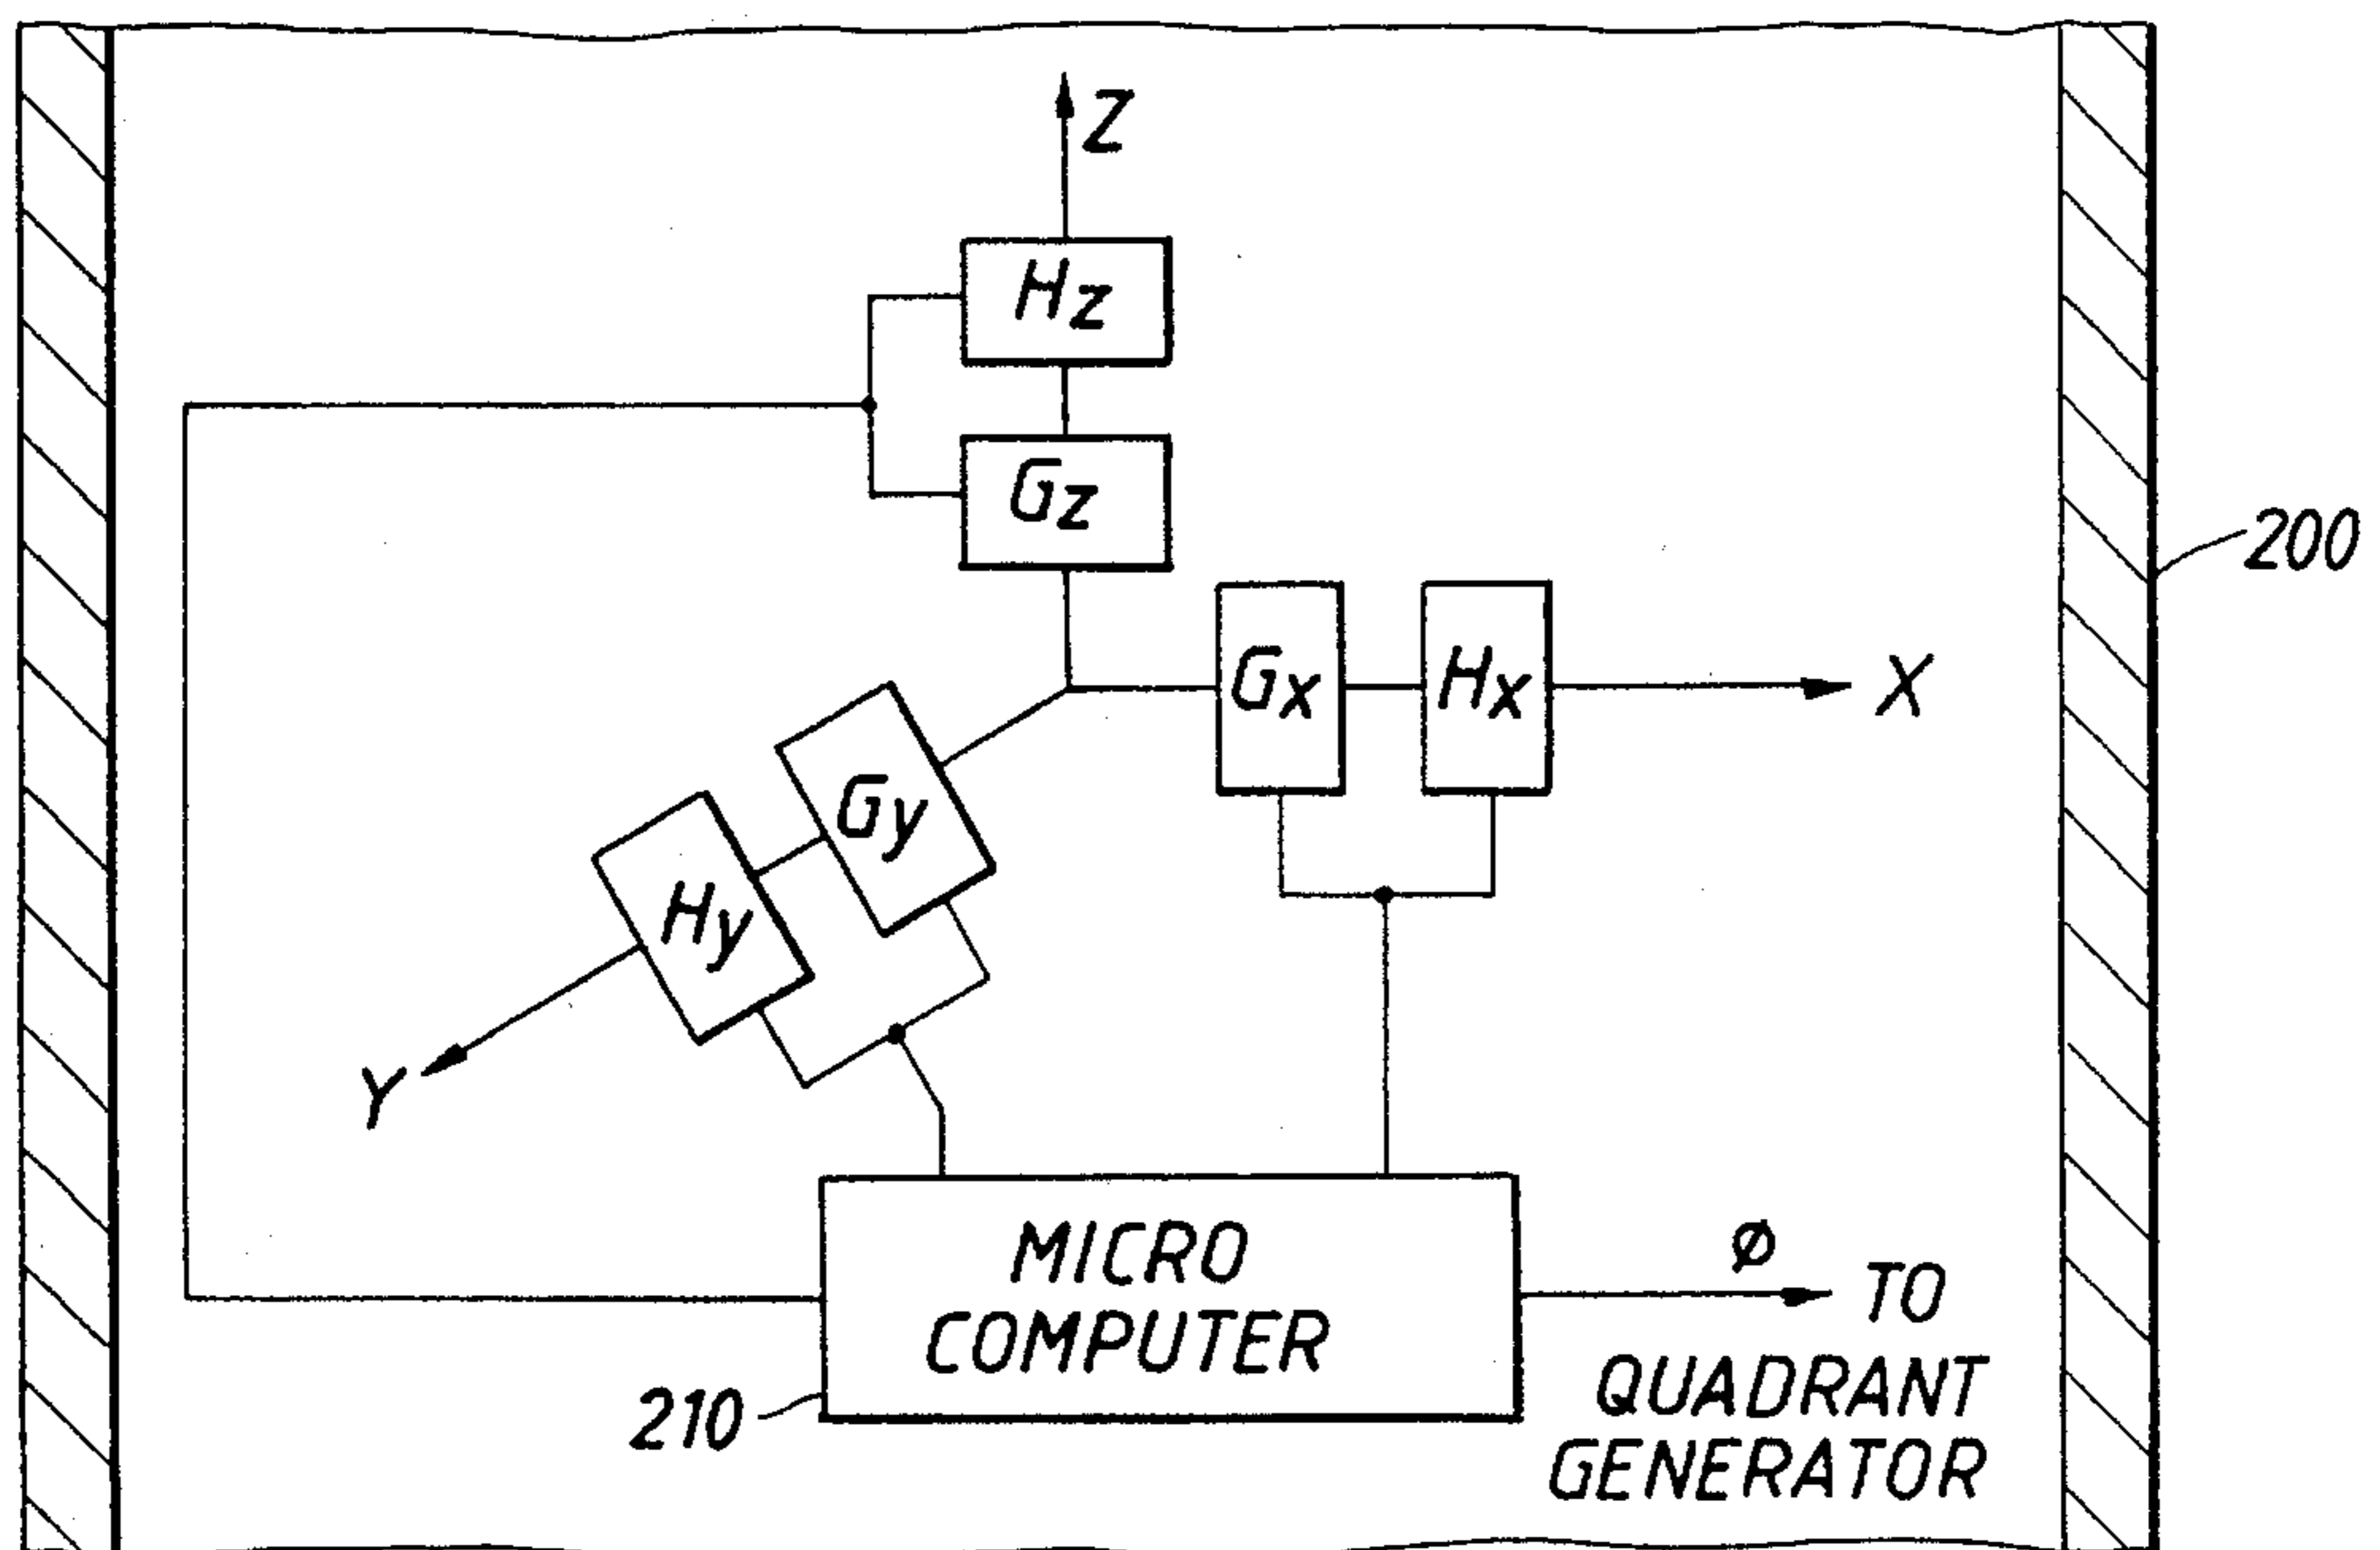 Z
Hz
Gz
200
Gx
Hx
X
Gy
Hy
Y
MICRO
COMPUTER
210
φ
TO
QUADRANT
GENERATOR